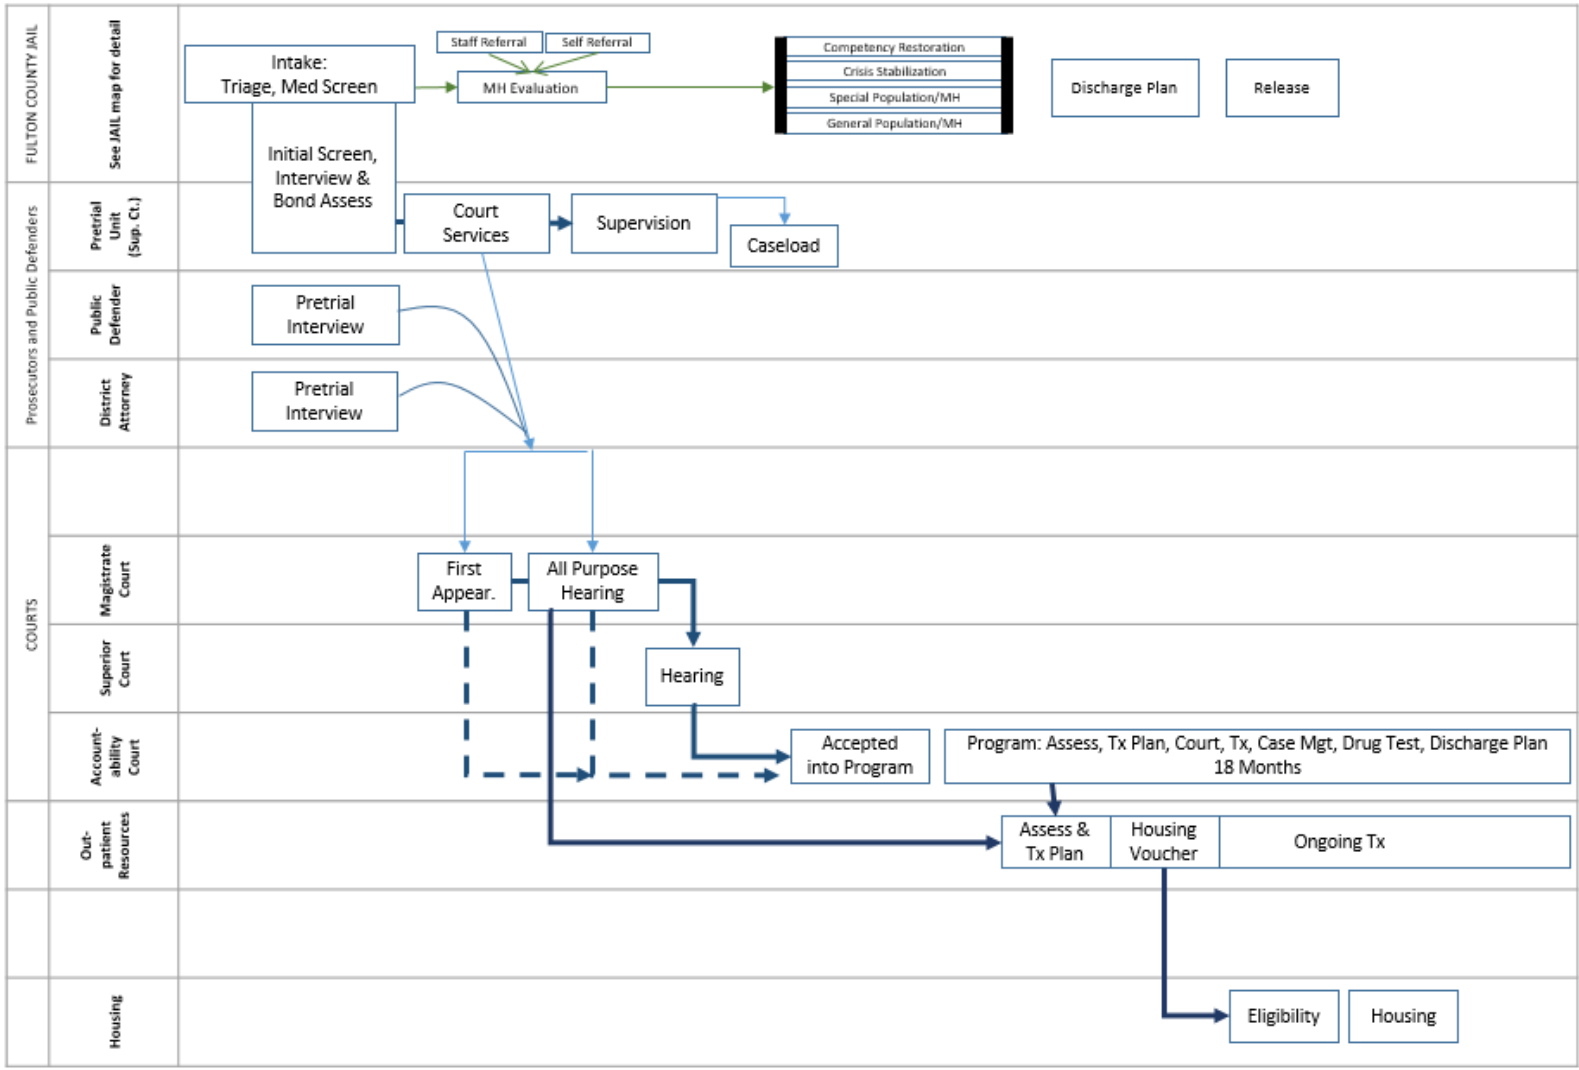 FULTON COUNTY JAIL
See JAIL map for detail
Intake:
Triage, Med Screen
Staff Referral
Self Referral
MH Evaluation
Competency Restoration
Crisis Stabilization
Special Population/MH
General Population/MH
Discharge Plan
Release
Initial Screen,
Interview &
Bond Assess
Prosecutors and Public Defenders
Pretrial
Unit
(Sup. Ct.)
Court
Services
Supervision
Caseload
Public
Defender
Pretrial
Interview
District
Attorney
Pretrial
Interview
COURTS
Magistrate
Court
First
Appear.
All Purpose
Hearing
Superior
Court
Hearing
Account-
ability
Court
Accepted
into Program
Program: Assess, Tx Plan, Court, Tx, Case Mgt, Drug Test, Discharge Plan
18 Months
Out-
patient
Resources
Assess &
Tx Plan
Housing
Voucher
Ongoing Tx
Housing
Eligibility
Housing